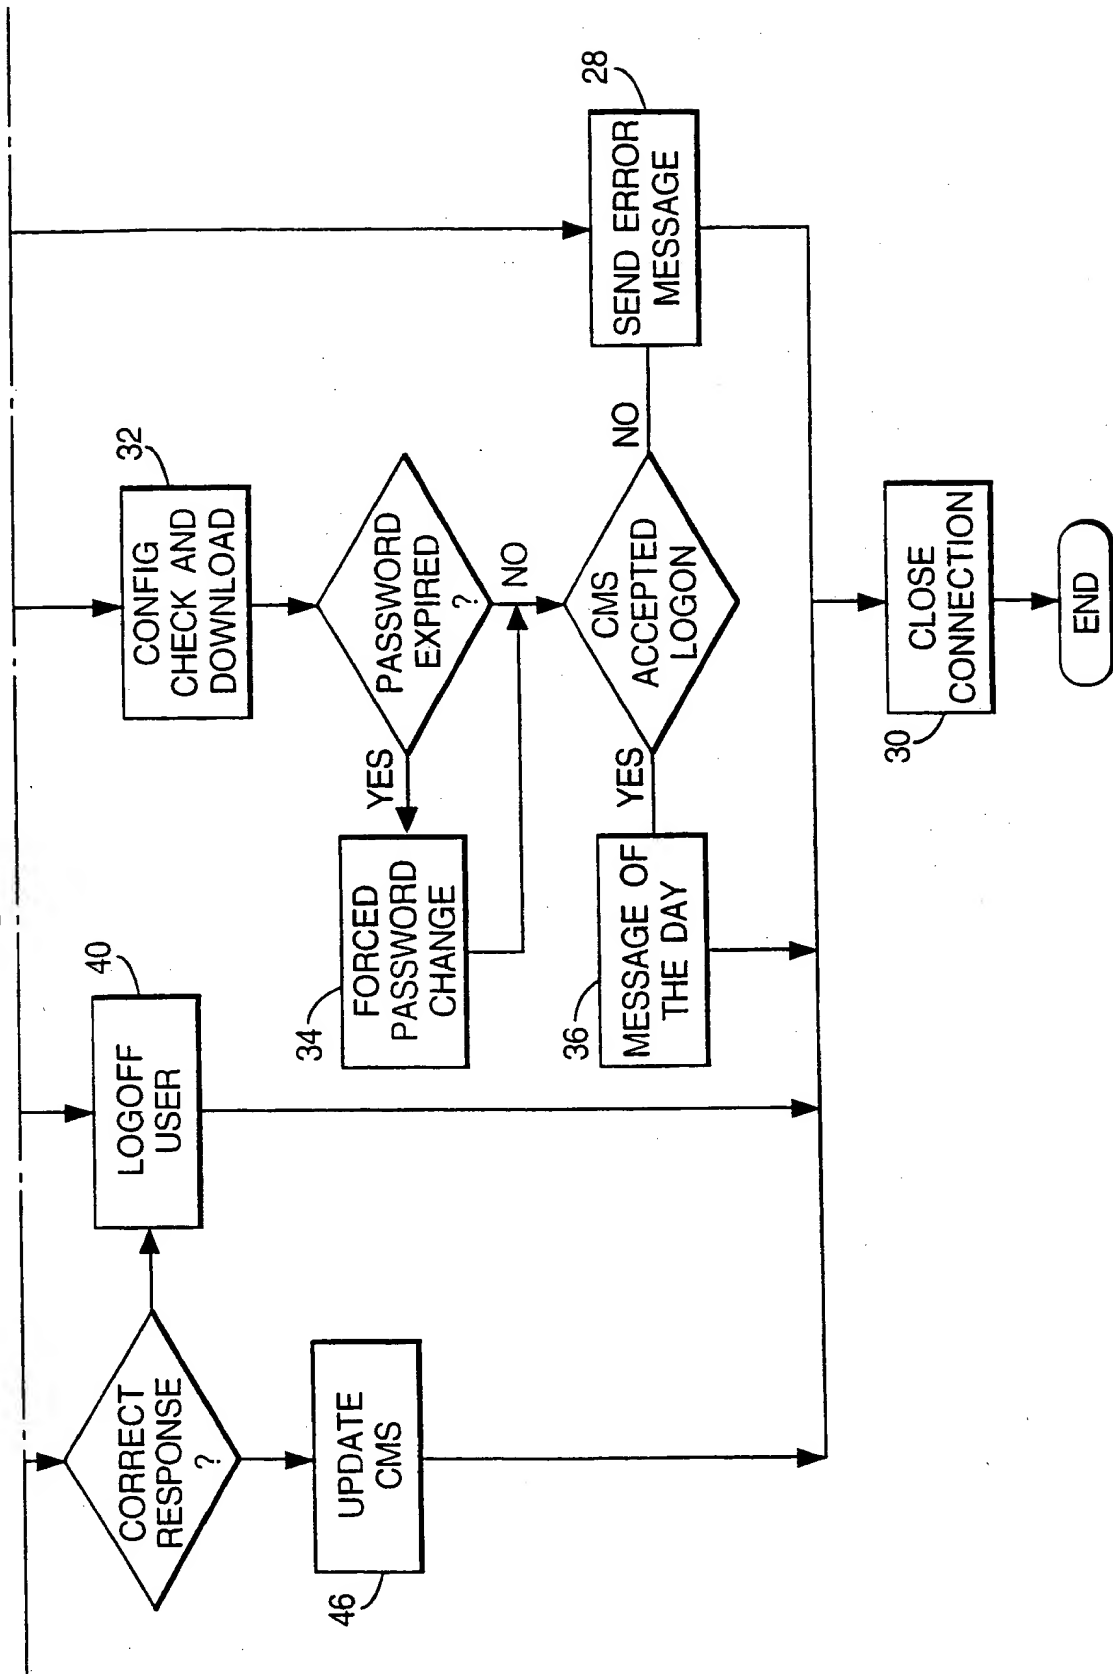 CORRECT
RESPONSE
?
46
UPDATE
CMS
40
LOGOFF
USER
32
CONFIG
CHECK AND
DOWNLOAD
PASSWORD
EXPIRED
?
YES
NO
34
FORCED
PASSWORD
CHANGE
CMS
ACCEPTED
LOGON
YES
NO
36
MESSAGE OF
THE DAY
28
SEND ERROR
MESSAGE
30
CLOSE
CONNECTION
END